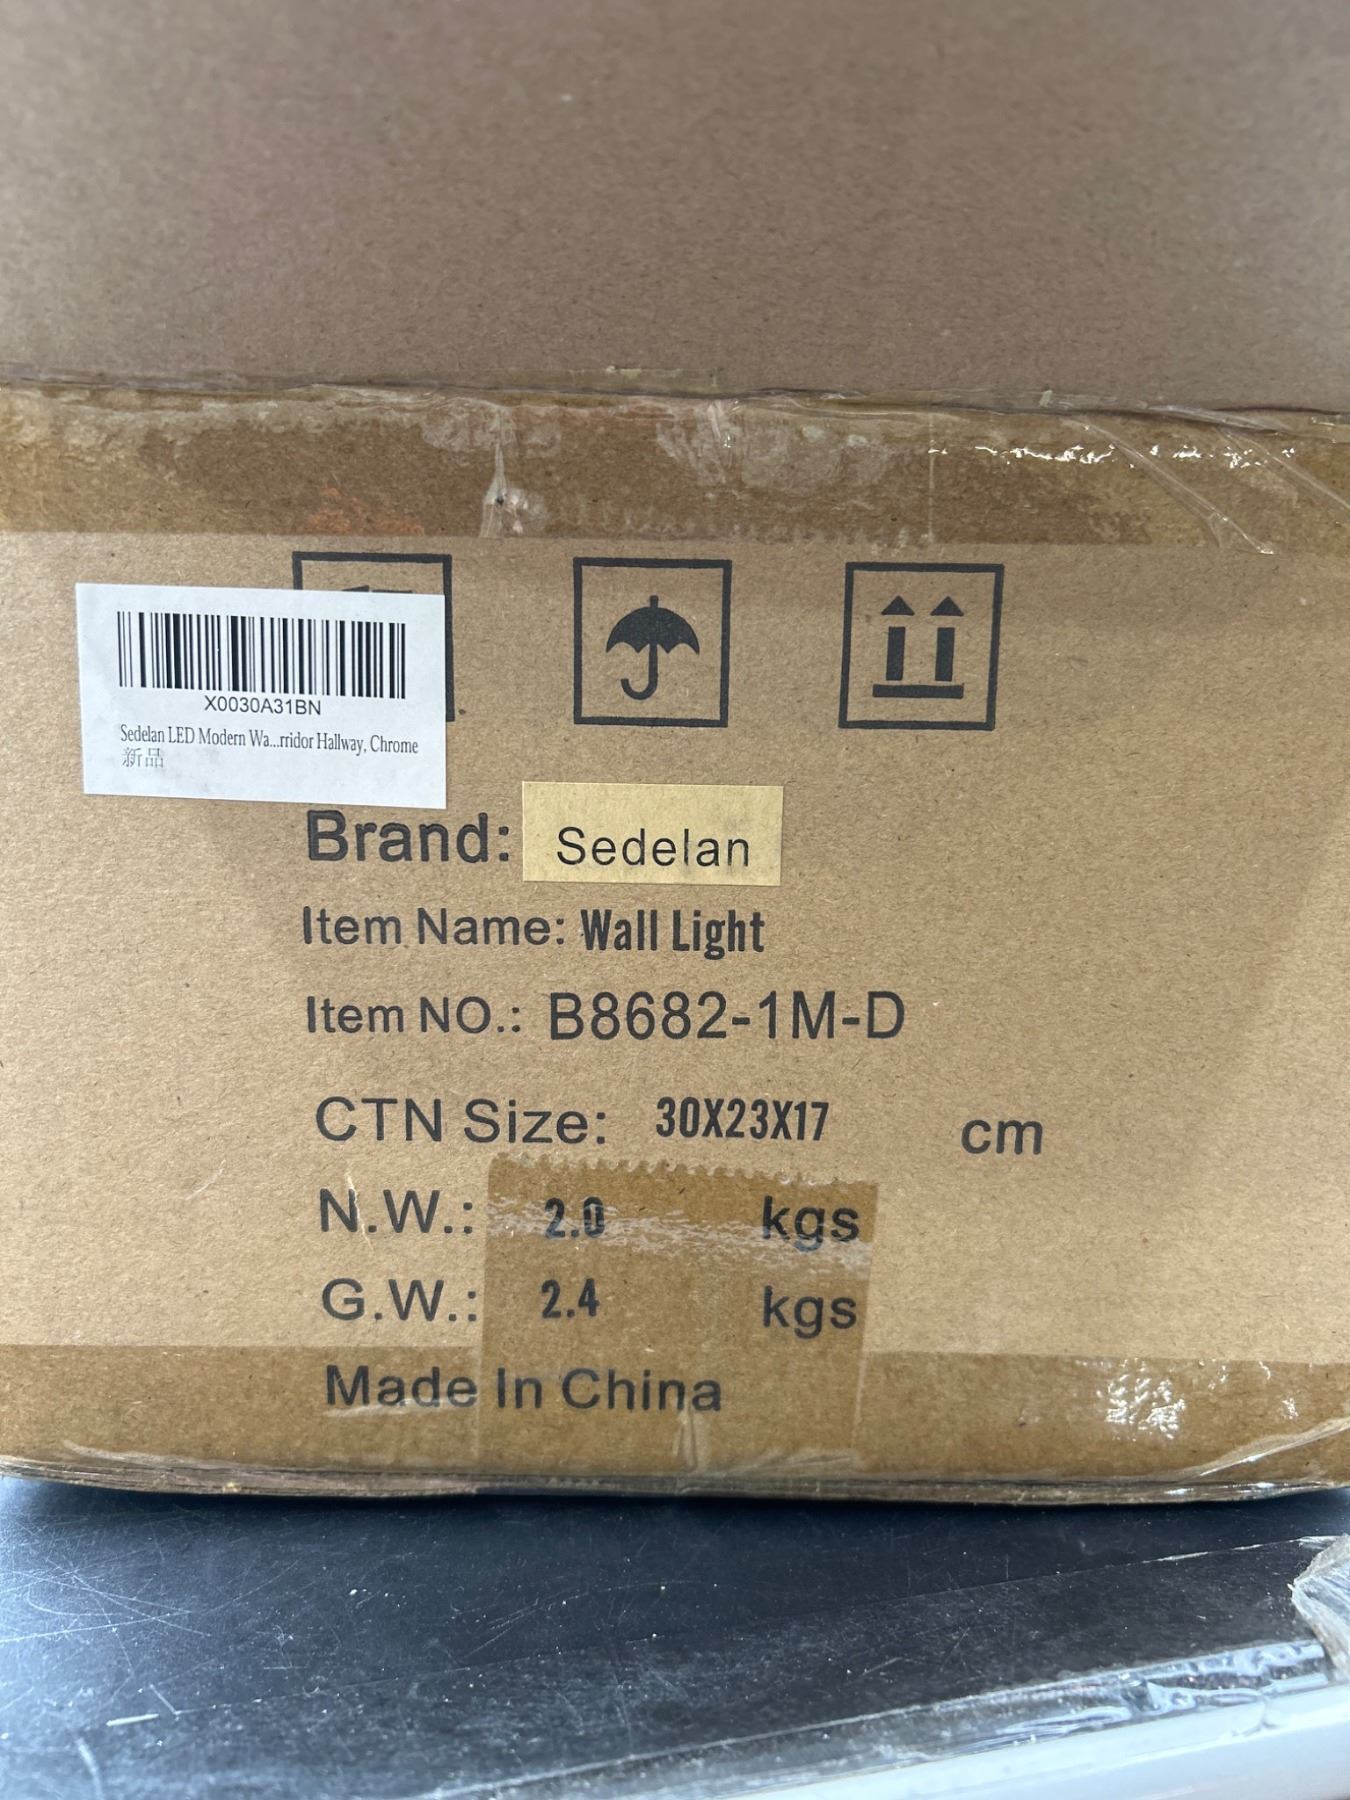 X0030A31BN
Sedelan LED Modern Wa...rridor Hallway, Chrome
新品
Brand: Sedelan
Item Name: Wall Light
Item NO.: B8682-1M-D
CTN Size: 30X23X17 cm
N.W.: 2.0 kgs
G.W.: 2.4 kgs
Made In China